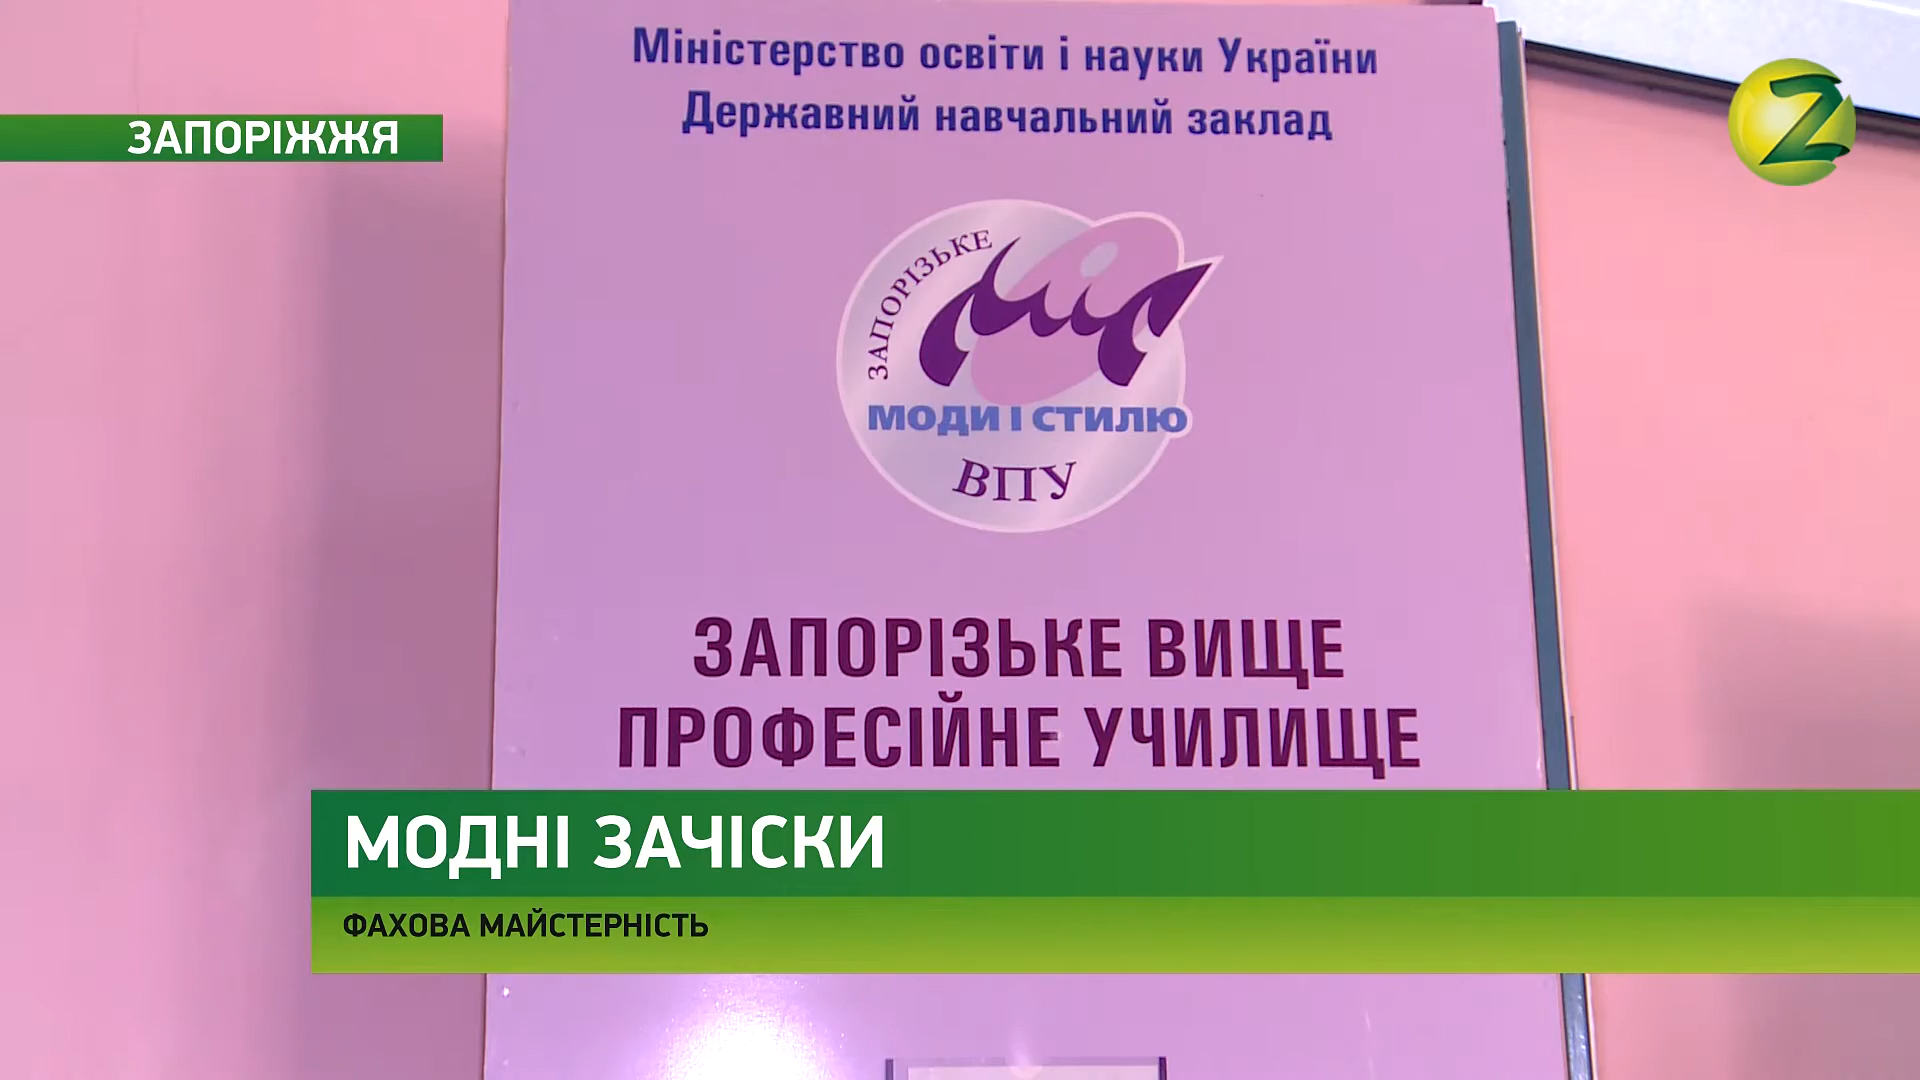 Міністерство освіти і науки України
Державний навчальний заклад
ЗАПОРІЖЖЯ
Z
ЗАПОРІЗЬКЕ
міс
МОДИ І СТИЛЮ
ВПУ
ЗАПОРІЗЬКЕ ВИЩЕ
ПРОФЕСІЙНЕ УЧИЛИЩЕ
МОДНІ ЗАЧІСКИ
ФАХОВА МАЙСТЕРНІСТЬ